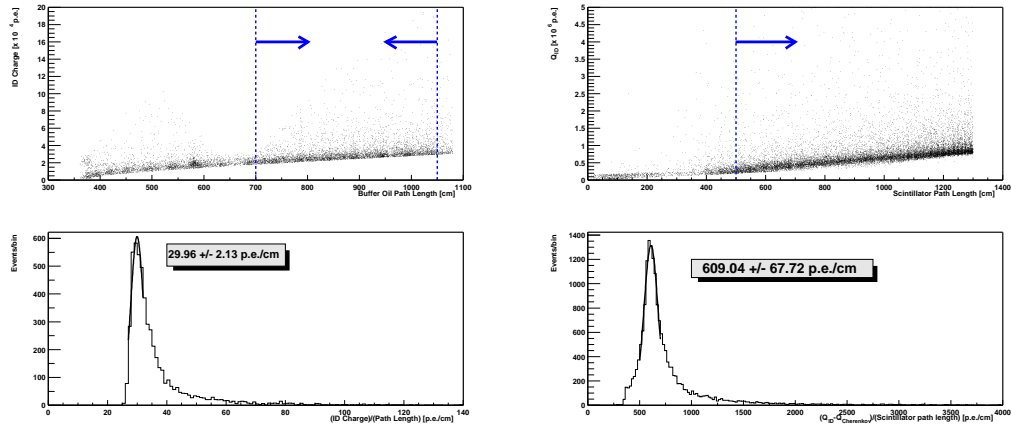 ID Charge [x 10 ⁴ p.e.]
20
18
16
14
12
10
8
6
4
2
0
300 400 500 600 700 800 900 1000 1100
Buffer Oil Path Length [cm]
Q_ID [x 10 ⁶ p.e.]
5
4.5
4
3.5
3
2.5
2
1.5
1
0.5
0
0 200 400 600 800 1000 1200 1400
Scintillator Path Length [cm]
Events/bin
600
500
400
300
200
100
0
29.96 +/- 2.13 p.e./cm
0 20 40 60 80 100 120 140
(ID Charge)/(Path Length) [p.e./cm]
Events/bin
1400
1200
1000
800
600
400
200
0
609.04 +/- 67.72 p.e./cm
0 500 1000 1500 2000 2500 3000 3500 4000
(Q_ID-Q_Cherenkov)/(Scintillator path length) [p.e./cm]